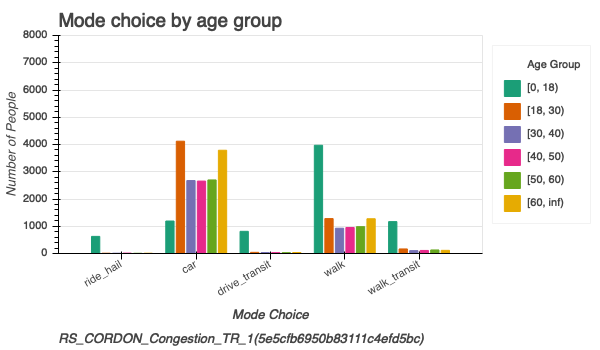 Mode choice by age group
8000
7000
6000
5000
4000
3000
2000
1000
0
Number of People
ride_hail
car
drive_transit
walk
walk_transit
Mode Choice
Age Group
[0, 18)
[18, 30)
[30, 40)
[40, 50)
[50, 60)
[60, inf)
RS_CORDON_Congestion_TR_1(5e5cfb6950b83111c4efd5bc)